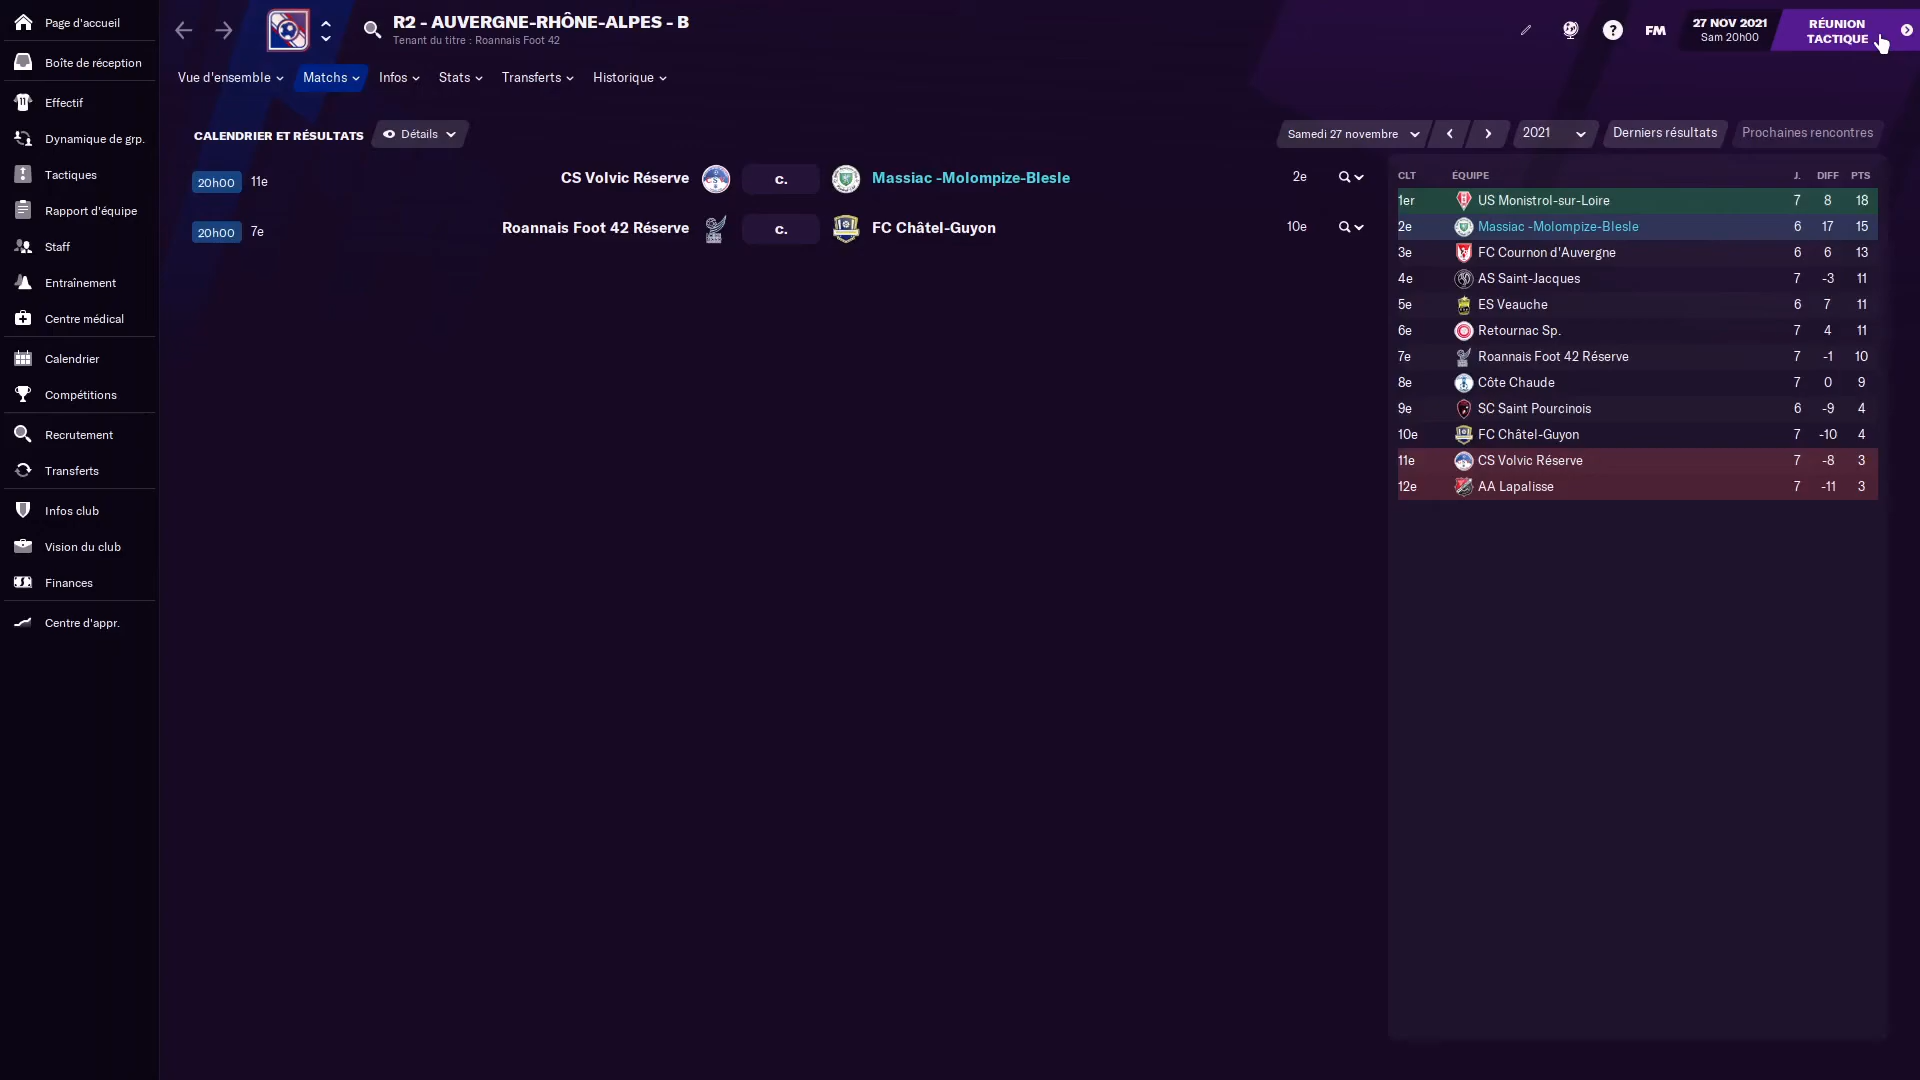 Page d'accueil
Boîte de réception
Effectif
Dynamique de grp.
Tactiques
Rapport d'équipe
Staff
Entraînement
Centre médical
Calendrier
Compétitions
Recrutement
Transferts
Infos club
Vision du club
Finances
Centre d'appr.
R2 - AUVERGNE-RHÔNE-ALPES - B
Tenant du titre : Roannais Foot 42
FM
27 NOV 2021
Sam 20h00
RÉUNION
TACTIQUE
Vue d'ensemble Matchs Infos Stats Transferts Historique
CALENDRIER ET RÉSULTATS Détails
Samedi 27 novembre 2021 Derniers résultats Prochaines rencontres
20h00 11e CS Volvic Réserve c. Massiac -Molompize-Blesle 2e
20h00 7e Roannais Foot 42 Réserve c. FC Châtel-Guyon 10e
CLT ÉQUIPE J. DIFF PTS
1er US Monistrol-sur-Loire 7 8 18
2e Massiac -Molompize-Blesle 6 17 15
3e FC Cournon d'Auvergne 6 6 13
4e AS Saint-Jacques 7 -3 11
5e ES Veauche 6 7 11
6e Retournac Sp. 7 4 11
7e Roannais Foot 42 Réserve 7 -1 10
8e Côte Chaude 7 0 9
9e SC Saint Pourcinois 6 -9 4
10e FC Châtel-Guyon 7 -10 4
11e CS Volvic Réserve 7 -8 3
12e AA Lapalisse 7 -11 3